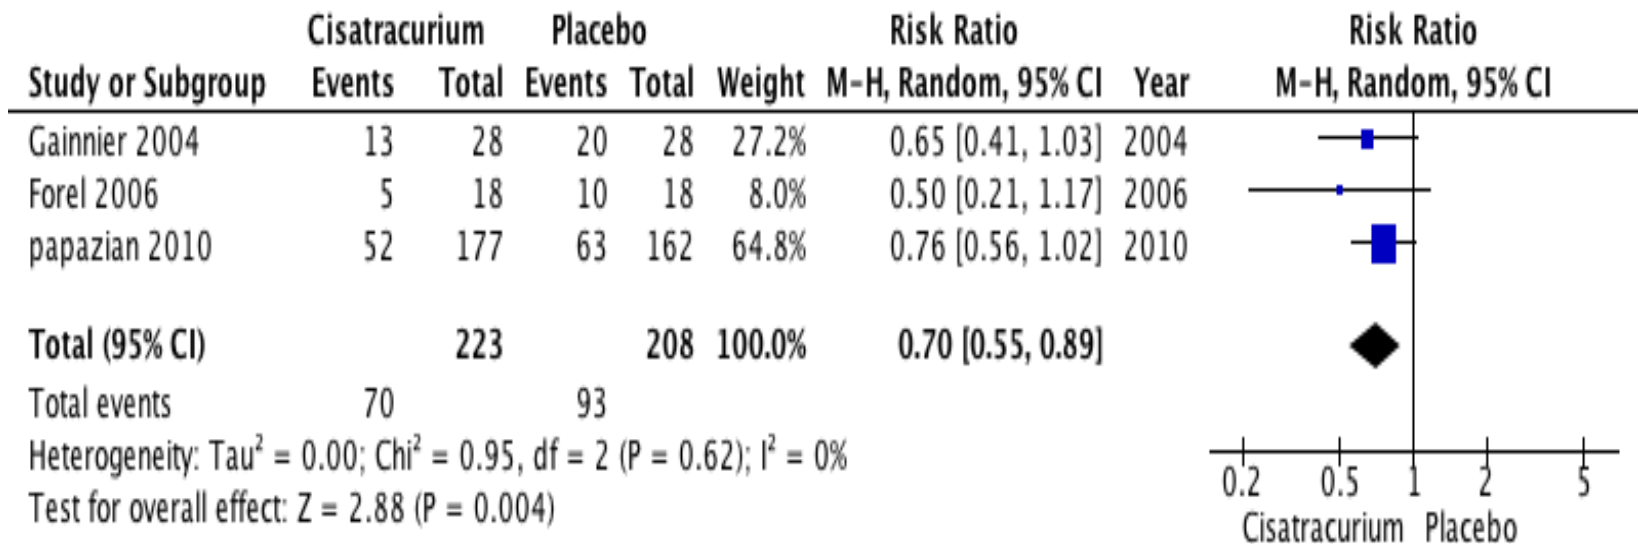 Cisatracurium Placebo Risk Ratio Risk Ratio
Study or Subgroup Events Total Events Total Weight M-H, Random, 95% CI Year M-H, Random, 95% CI
Gainnier 2004 13 28 20 28 27.2% 0.65 [0.41, 1.03] 2004
Forel 2006 5 18 10 18 8.0% 0.50 [0.21, 1.17] 2006
papazian 2010 52 177 63 162 64.8% 0.76 [0.56, 1.02] 2010
Total (95% CI) 223 208 100.0% 0.70 [0.55, 0.89]
Total events 70 93
Heterogeneity: Tau² = 0.00; Chi² = 0.95, df = 2 (P = 0.62); I² = 0%
Test for overall effect: Z = 2.88 (P = 0.004)
0.2 0.5 1 2 5
Cisatracurium Placebo